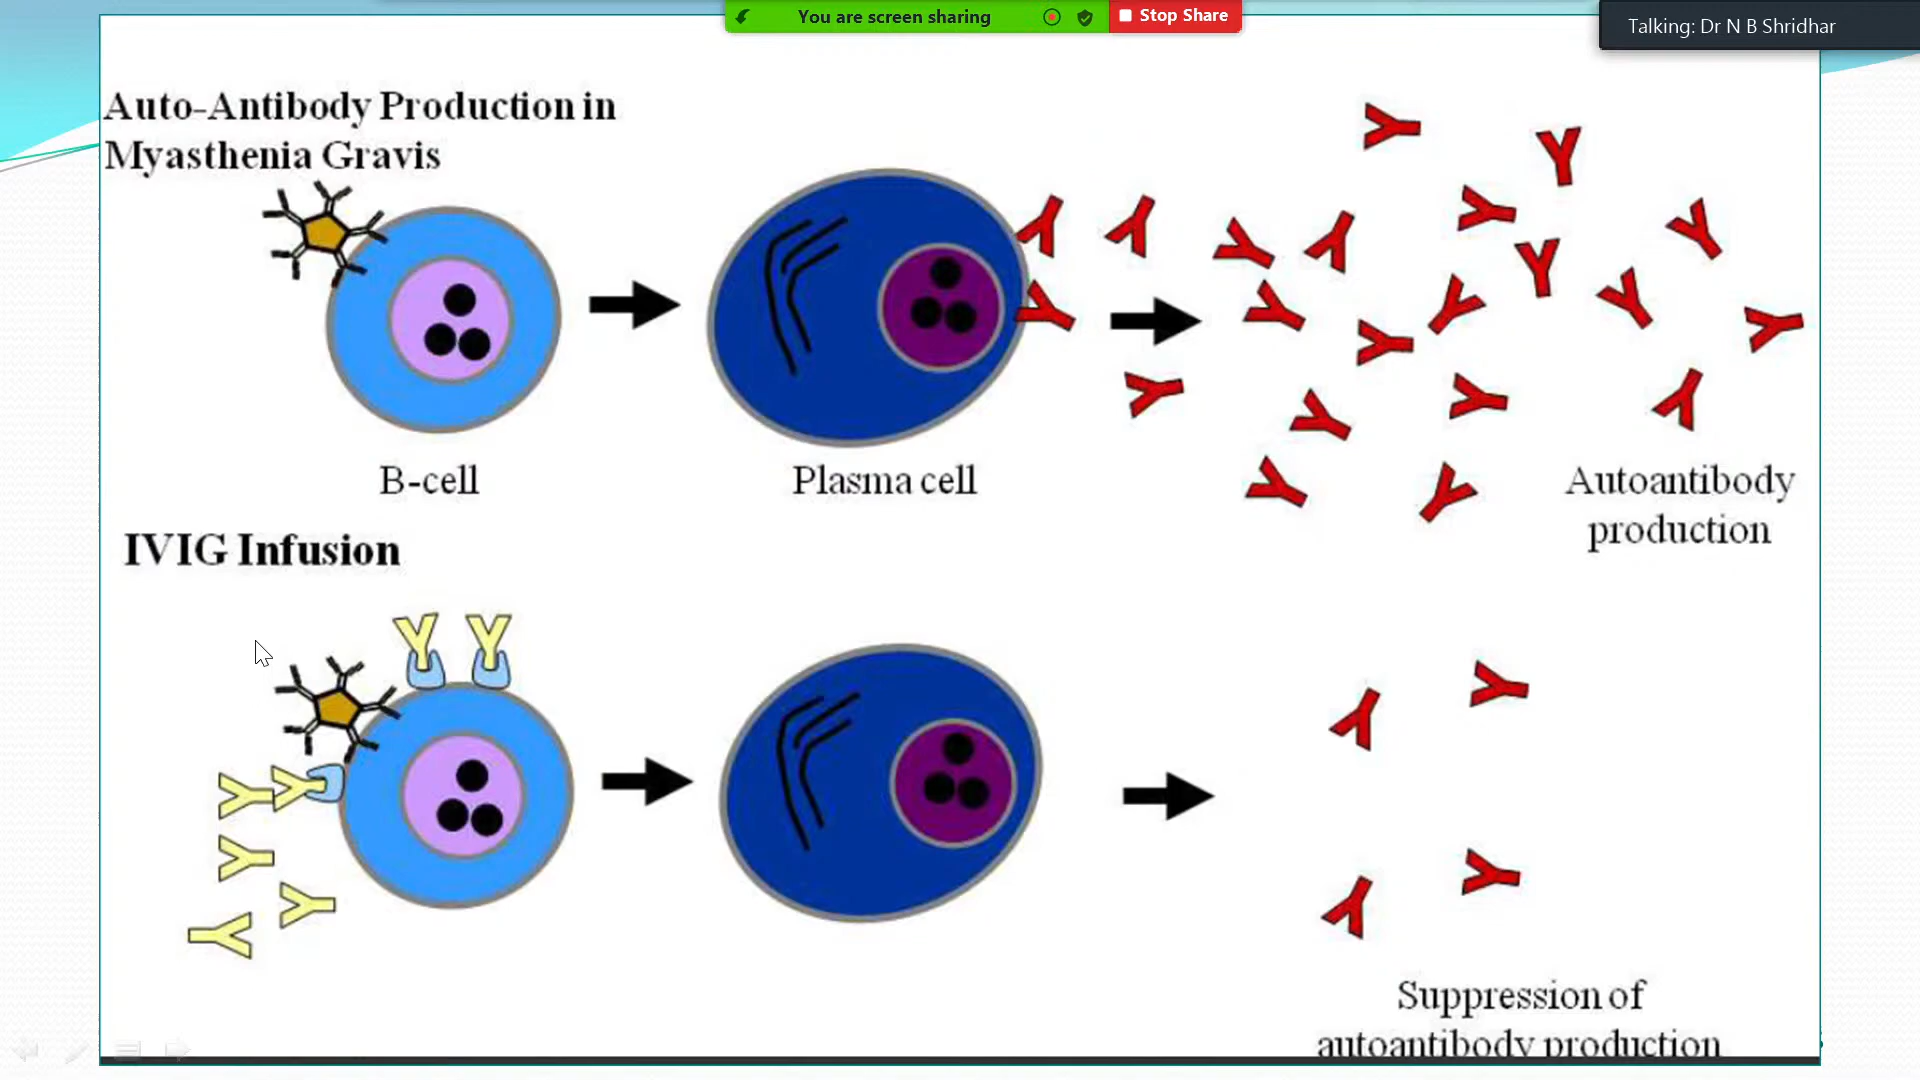 You are screen sharing
Stop Share
Talking: Dr N B Shridhar
Auto-Antibody Production in
Myasthenia Gravis
B-cell
Plasma cell
Autoantibody
production
IVIG Infusion
Suppression of
autoantibody production